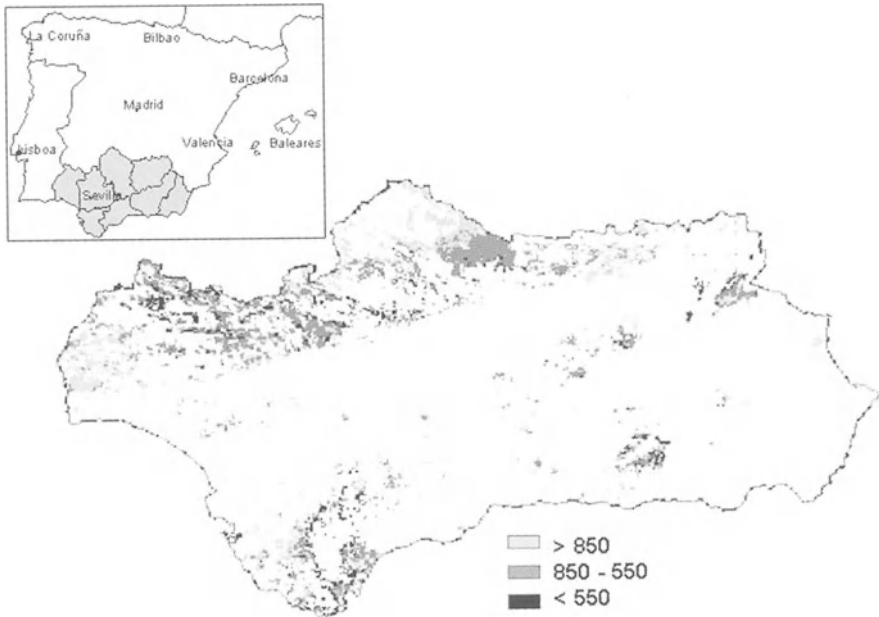 La Coruña
Bilbao
Barcelona
Madrid
Valencia
Baleares
Lisboa
Sevilla
> 850
850 - 550
< 550